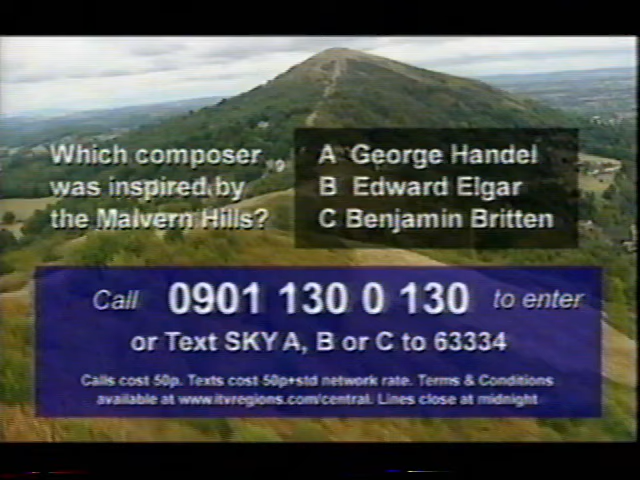 Which composer
was inspired by
the Malvern Hills?
A George Handel
B Edward Elgar
C Benjamin Britten
Call 0901 130 0 130 to enter
or Text SKY A, B or C to 63334
Calls cost 50p. Texts cost 50p+std network rate. Terms & Conditions
available at www.itvregions.com/central. Lines close at midnight